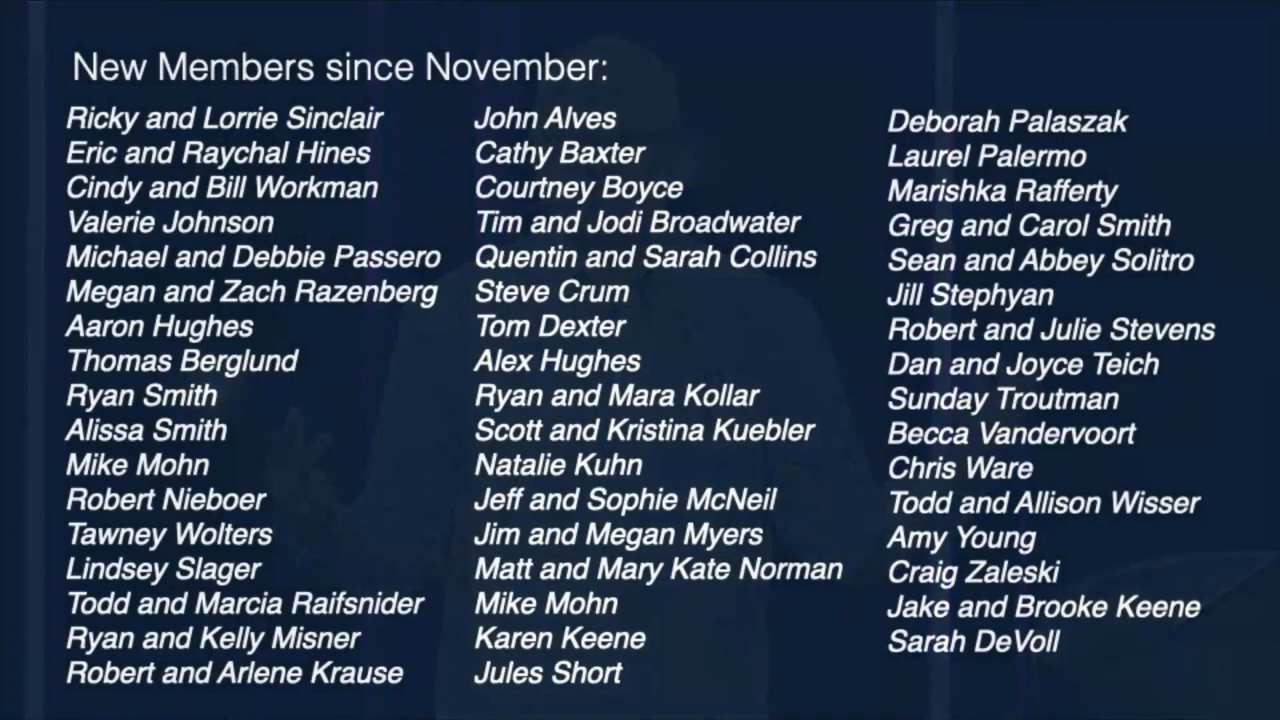 New Members since November:
Ricky and Lorrie Sinclair
Eric and Raychal Hines
Cindy and Bill Workman
Valerie Johnson
Michael and Debbie Passero
Megan and Zach Razenberg
Aaron Hughes
Thomas Berglund
Ryan Smith
Alissa Smith
Mike Mohn
Robert Nieboer
Tawney Wolters
Lindsey Slager
Todd and Marcia Raifsnider
Ryan and Kelly Misner
Robert and Arlene Krause
John Alves
Cathy Baxter
Courtney Boyce
Tim and Jodi Broadwater
Quentin and Sarah Collins
Steve Crum
Tom Dexter
Alex Hughes
Ryan and Mara Kollar
Scott and Kristina Kuebler
Natalie Kuhn
Jeff and Sophie McNeil
Jim and Megan Myers
Matt and Mary Kate Norman
Mike Mohn
Karen Keene
Jules Short
Deborah Palaszak
Laurel Palermo
Marishka Rafferty
Greg and Carol Smith
Sean and Abbey Solitro
Jill Stephyan
Robert and Julie Stevens
Dan and Joyce Teich
Sunday Troutman
Becca Vandervoort
Chris Ware
Todd and Allison Wisser
Amy Young
Craig Zaleski
Jake and Brooke Keene
Sarah DeVoll